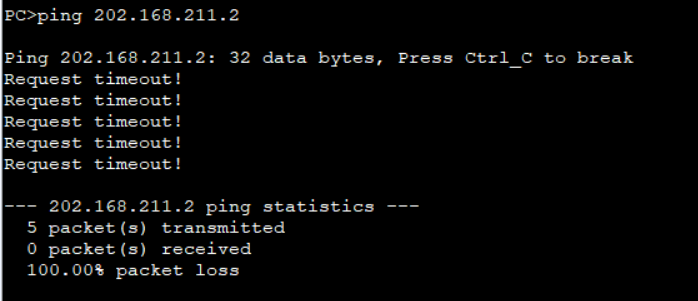 PC>ping 202.168.211.2
Ping 202.168.211.2: 32 data bytes, Press Ctrl_C to break
Request timeout!
Request timeout!
Request timeout!
Request timeout!
Request timeout!
--- 202.168.211.2 ping statistics ---
5 packet(s) transmitted
0 packet(s) received
100.00% packet loss